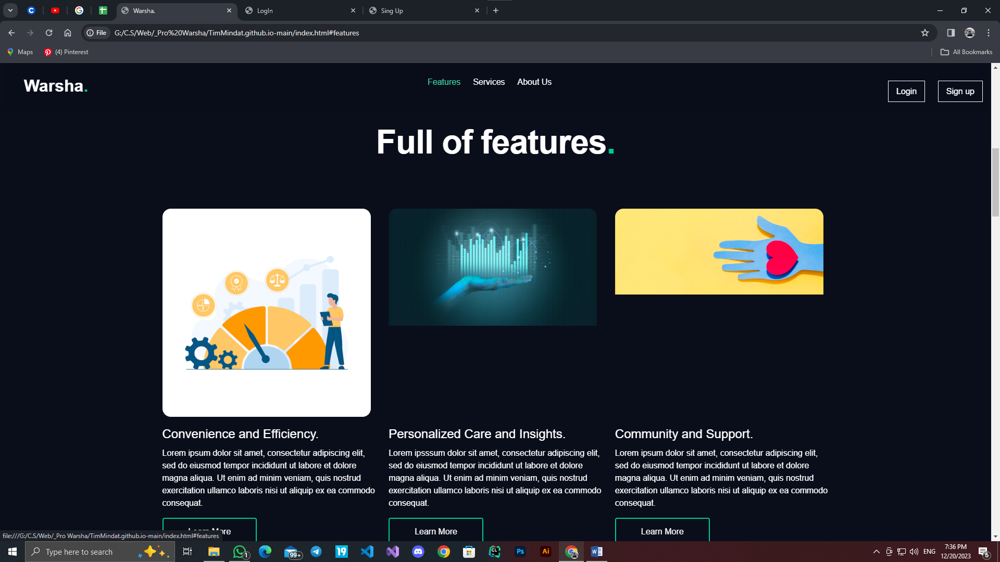 Warsha.
LogIn
Sing Up
File
G:/C.S/Web/_Pro%20Warsha/TimMindat.github.io-main/index.html#features
Maps
(4) Pinterest
All Bookmarks
Warsha.
Features
Services
About Us
Login
Sign up
Full of features.
Convenience and Efficiency.
Lorem ipsum dolor sit amet, consectetur adipiscing elit,
sed do eiusmod tempor incididunt ut labore et dolore
magna aliqua. Ut enim ad minim veniam, quis nostrud
exercitation ullamco laboris nisi ut aliquip ex ea commodo
consequat.
Learn More
Personalized Care and Insights.
Lorem ipsssum dolor sit amet, consectetur adipiscing elit,
sed do eiusmod tempor incididunt ut labore et dolore
magna aliqua. Ut enim ad minim veniam, quis nostrud
exercitation ullamco laboris nisi ut aliquip ex ea commodo
consequat.
Learn More
Community and Support.
Lorem ipsum dolor sit amet, consectetur adipiscing elit,
sed do eiusmod tempor incididunt ut labore et dolore
magna aliqua. Ut enim ad minim veniam, quis nostrud
exercitation ullamco laboris nisi ut aliquip ex ea commodo
consequat.
Learn More
file:///G:/C.S/Web/_Pro Warsha/TimMindat.github.io-main/index.html#features
Type here to search
1
99+
19
CL
Ps
Ai
W
ENG
7:36 PM
12/20/2023
6